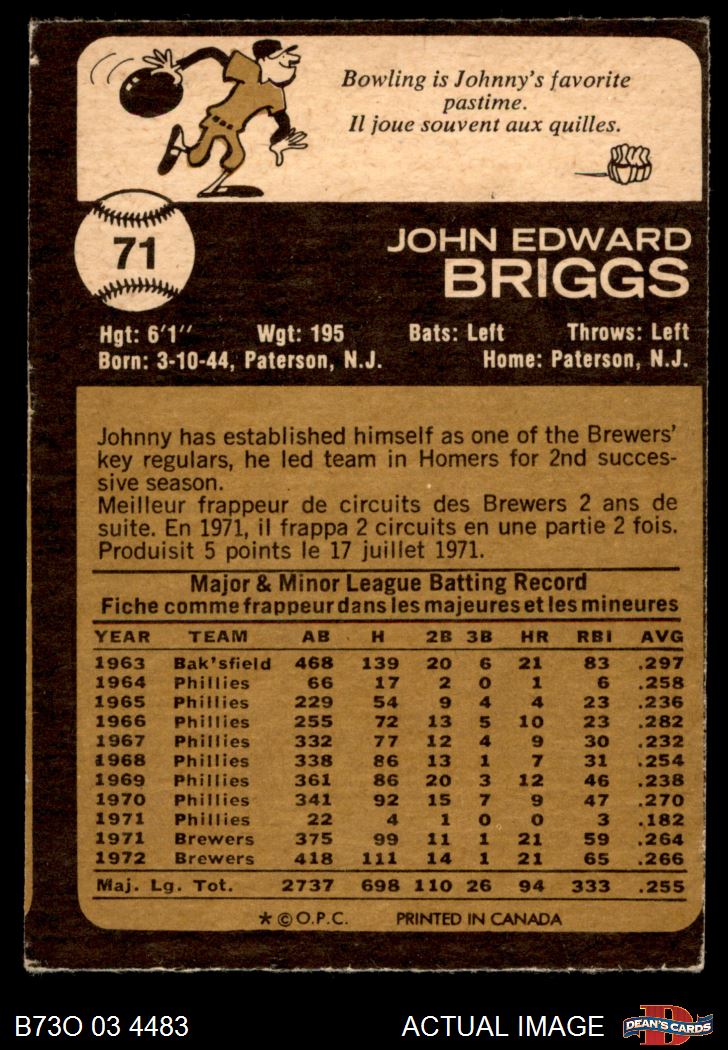 Bowling is Johnny's favorite
pastime.
Il joue souvent aux quilles.
71
JOHN EDWARD
BRIGGS
Hgt: 6'1" Wgt: 195 Bats: Left Throws: Left
Born: 3-10-44, Paterson, N.J. Home: Paterson, N.J.
Johnny has established himself as one of the Brewers'
key regulars, he led team in Homers for 2nd succes-
sive season.
Meilleur frappeur de circuits des Brewers 2 ans de
suite. En 1971, il frappa 2 circuits en une partie 2 fois.
Produisit 5 points le 17 juillet 1971.
Major & Minor League Batting Record
Fiche comme frappeur dans les majeures et les mineures
YEAR TEAM AB H 2B 3B HR RBI AVG
1963 Bak'sfield 468 139 20 6 21 83 .297
1964 Phillies 66 17 2 0 1 6 .258
1965 Phillies 229 54 9 4 4 23 .236
1966 Phillies 255 72 13 5 10 23 .282
1967 Phillies 332 77 12 4 9 30 .232
1968 Phillies 338 86 13 1 7 31 .254
1969 Phillies 361 86 20 3 12 46 .238
1970 Phillies 341 92 15 7 9 47 .270
1971 Phillies 22 4 1 0 0 3 .182
1971 Brewers 375 99 11 1 21 59 .264
1972 Brewers 418 111 14 1 21 65 .266
Maj. Lg. Tot. 2737 698 110 26 94 333 .255
* © O.P.C. PRINTED IN CANADA
B73O 03 4483 ACTUAL IMAGE DEAN'S CARDS